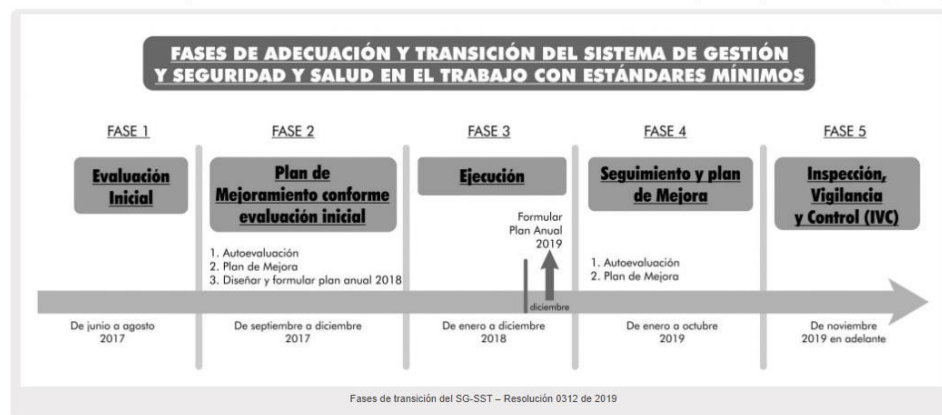 FASES DE ADECUACIÓN Y TRANSICIÓN DEL SISTEMA DE GESTIÓN
Y SEGURIDAD Y SALUD EN EL TRABAJO CON ESTÁNDARES MÍNIMOS
FASE 1
Evaluación
Inicial
De junio a agosto
2017
FASE 2
Plan de
Mejoramiento conforme
evaluación inicial
1. Autoevaluación
2. Plan de Mejora
3. Diseñar y formular plan anual 2018
De septiembre a diciembre
2017
FASE 3
Ejecución
Formular
Plan Anual
2019
diciembre
De enero a diciembre
2018
FASE 4
Seguimiento y plan
de Mejora
1. Autoevaluación
2. Plan de Mejora
De enero a octubre
2019
FASE 5
Inspección,
Vigilancia
y Control (IVC)
De noviembre
2019 en adelante
Fases de transición del SG-SST – Resolución 0312 de 2019